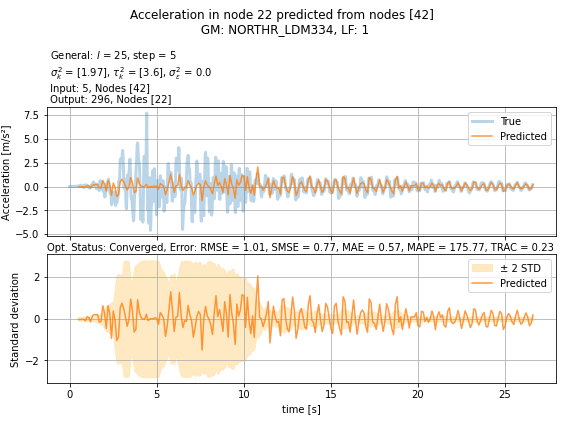 Acceleration in node 22 predicted from nodes [42]
GM: NORTHR_LDM334, LF: 1
General: l = 25, step = 5
σ²ₖ = [1.97], τ²ₖ = [3.6], σ²ε = 0.0
Input: 5, Nodes [42]
Output: 296, Nodes [22]
Acceleration [m/s²]
7.5
5.0
2.5
0.0
−2.5
−5.0
True
Predicted
Opt. Status: Converged, Error: RMSE = 1.01, SMSE = 0.77, MAE = 0.57, MAPE = 175.77, TRAC = 0.23
Standard deviation
2
0
−2
± 2 STD
Predicted
0 5 10 15 20 25
time [s]